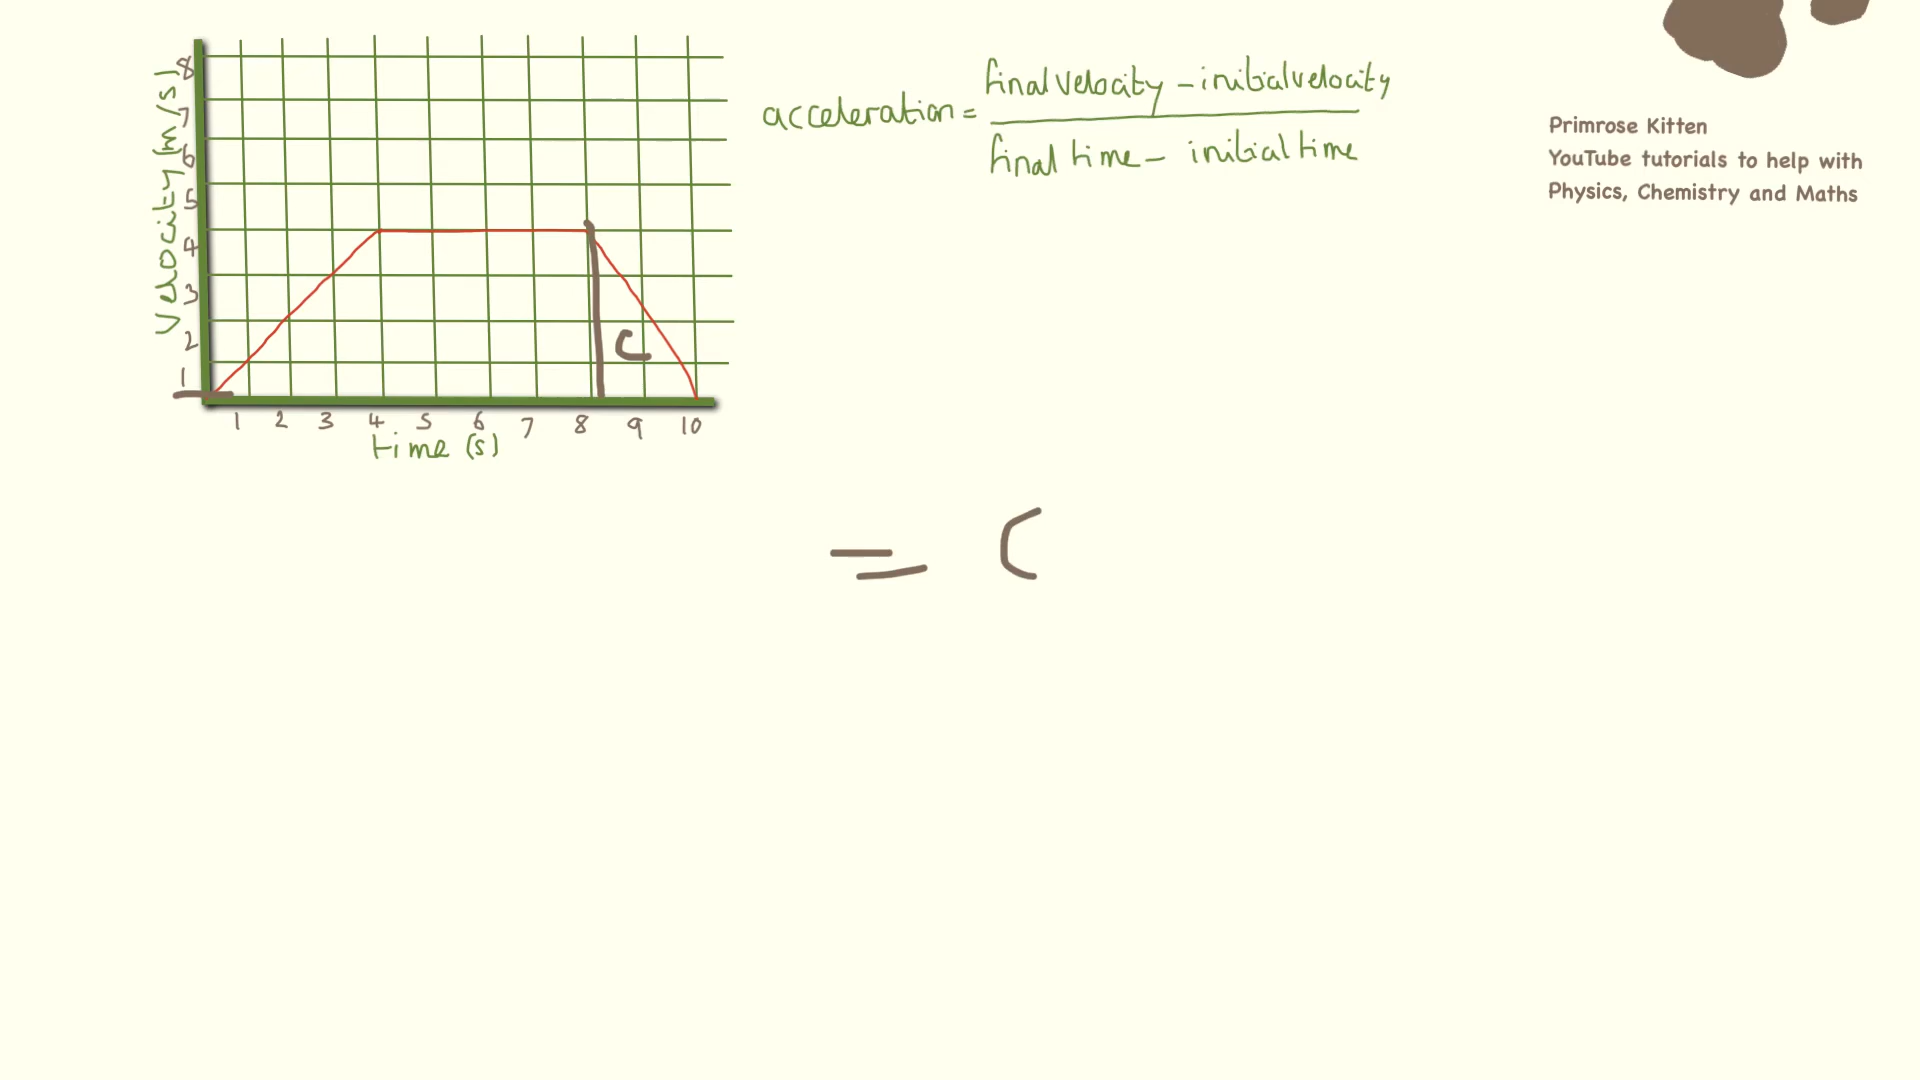 8
7
6
5
4
3
2
1
Velocity (m/s)
1 2 3 4 5 6 7 8 9 10
time (s)
C
acceleration = final velocity - initial velocity
final time - initial time
= (
Primrose Kitten
YouTube tutorials to help with
Physics, Chemistry and Maths